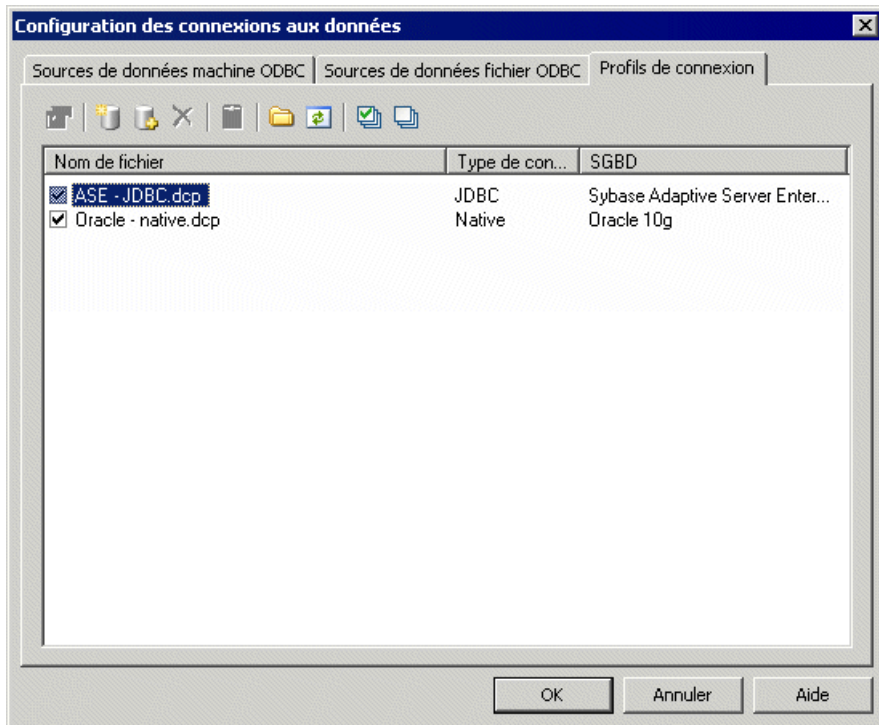 Configuration des connexions aux données
Sources de données machine ODBC Sources de données fichier ODBC Profils de connexion
Nom de fichier Type de con... SGBD
ASE - JDBC.dcp JDBC Sybase Adaptive Server Enter...
Oracle - native.dcp Native Oracle 10g
OK Annuler Aide